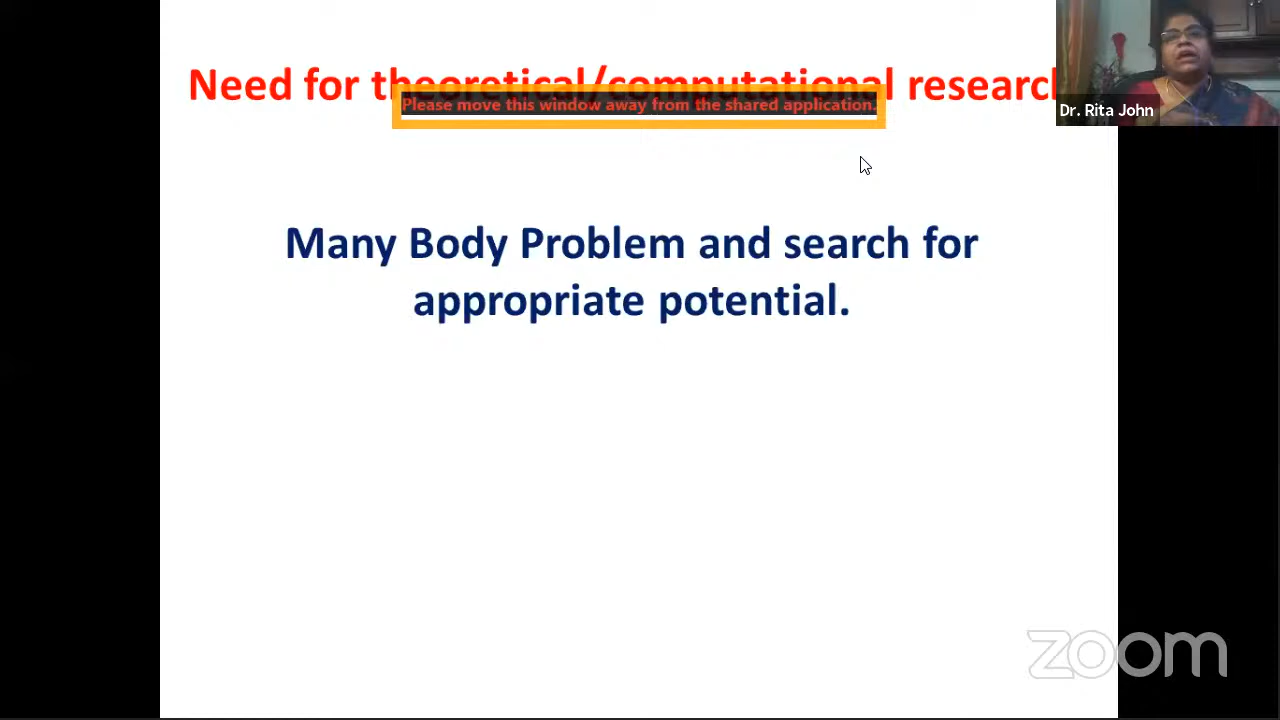 Need for theoretical/computational research
Please move this window away from the shared application.
Dr. Rita John
Many Body Problem and search for
appropriate potential.
zoom